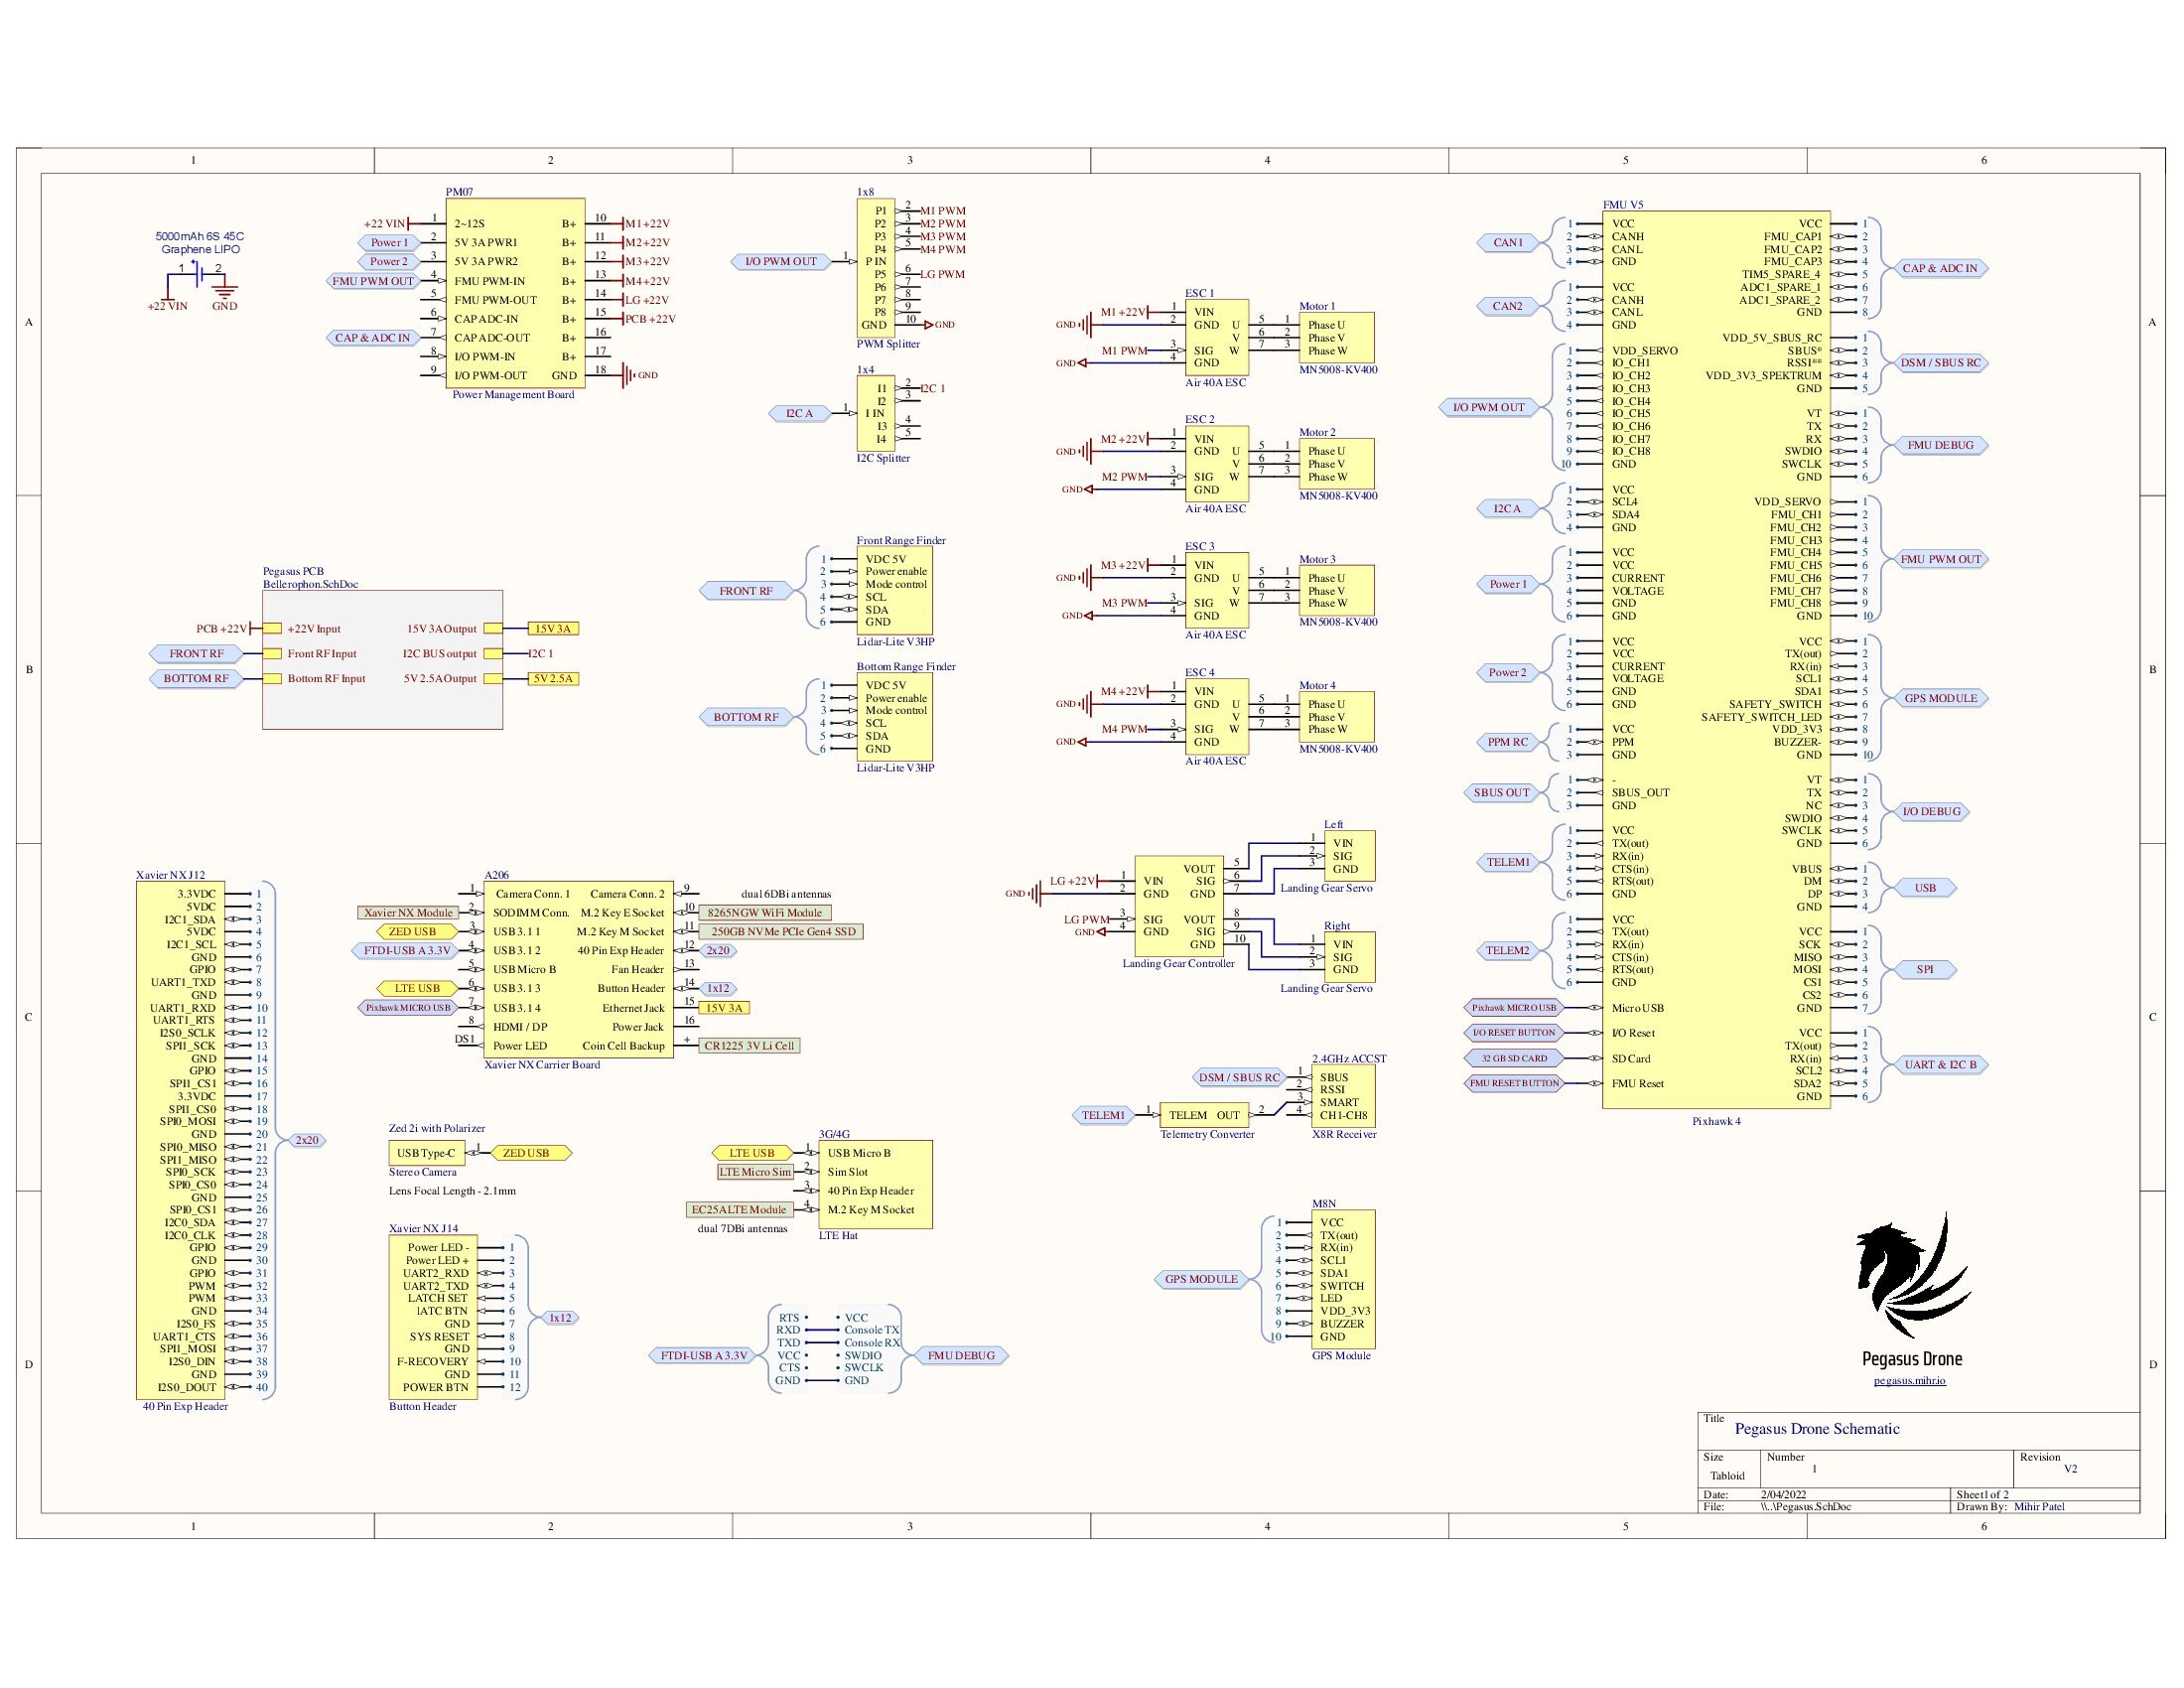 1 2 3 4 5 6
A
B
C
D
5000mAh 6S 45C
Graphene LIPO
1 2
+22 VIN GND
PM07
+22 VIN 1 2~12S B+ 10 M1+22V
Power 1 2 5V 3A PWR1 B+ 11 M2+22V
Power 2 3 5V 3A PWR2 B+ 12 M3+22V
FMU PWM OUT 4 FMU PWM-IN B+ 13 M4+22V
5 FMU PWM-OUT B+ 14 LG +22V
6 CAP ADC-IN B+ 15 PCB +22V
CAP & ADC IN 7 CAP ADC-OUT B+ 16
8 I/O PWM-IN B+ 17
9 I/O PWM-OUT GND 18 GND
Power Management Board
1x8
P1 2 M1 PWM
P2 3 M2 PWM
P3 4 M3 PWM
P4 5 M4 PWM
I/O PWM OUT 1 P IN
P5 6 LG PWM
P6 7
P7 8
P8 9
GND 10 GND
PWM Splitter
1x4
I1 2 I2C 1
I2 3
I2C A 1 I IN
I3 4
I4 5
I2C Splitter
Pegasus PCB
Bellerophon.SchDoc
PCB +22V +22V Input 15V 3A Output 15V 3A
FRONT RF Front RF Input I2C BUS output I2C 1
BOTTOM RF Bottom RF Input 5V 2.5A Output 5V 2.5A
Front Range Finder
FRONT RF
1 VDC 5V
2 Power enable
3 Mode control
4 SCL
5 SDA
6 GND
Lidar-Lite V3HP
Bottom Range Finder
BOTTOM RF
1 VDC 5V
2 Power enable
3 Mode control
4 SCL
5 SDA
6 GND
Lidar-Lite V3HP
ESC 1 Motor 1
M1 +22V 1 VIN
GND 2 GND U 5 1 Phase U
V 6 2 Phase V
M1 PWM 3 SIG W 7 3 Phase W
GND 4 GND
Air 40A ESC MN5008-KV400
ESC 2 Motor 2
M2 +22V 1 VIN
GND 2 GND U 5 1 Phase U
V 6 2 Phase V
M2 PWM 3 SIG W 7 3 Phase W
GND 4 GND
Air 40A ESC MN5008-KV400
ESC 3 Motor 3
M3 +22V 1 VIN
GND 2 GND U 5 1 Phase U
V 6 2 Phase V
M3 PWM 3 SIG W 7 3 Phase W
GND 4 GND
Air 40A ESC MN5008-KV400
ESC 4 Motor 4
M4 +22V 1 VIN
GND 2 GND U 5 1 Phase U
V 6 2 Phase V
M4 PWM 3 SIG W 7 3 Phase W
GND 4 GND
Air 40A ESC MN5008-KV400
LG +22V 1 VIN VOUT 5
GND 2 GND SIG 6
GND 7
LG PWM 3 SIG VOUT 8
GND 4 GND SIG 9
GND 10
Landing Gear Controller
Left
1 VIN
2 SIG
3 GND
Landing Gear Servo
Right
1 VIN
2 SIG
3 GND
Landing Gear Servo
FMU V5
CAN1
1 VCC
2 CANH
3 CANL
4 GND
CAN2
1 VCC
2 CANH
3 CANL
4 GND
I/O PWM OUT
1 VDD_SERVO
2 IO_CH1
3 IO_CH2
4 IO_CH3
5 IO_CH4
6 IO_CH5
7 IO_CH6
8 IO_CH7
9 IO_CH8
10 GND
I2C A
1 VCC
2 SCL4
3 SDA4
4 GND
Power 1
1 VCC
2 VCC
3 CURRENT
4 VOLTAGE
5 GND
6 GND
Power 2
1 VCC
2 VCC
3 CURRENT
4 VOLTAGE
5 GND
6 GND
PPM RC
1 VCC
2 PPM
3 GND
SBUS OUT
1 -
2 SBUS_OUT
3 GND
TELEM1
1 VCC
2 TX(out)
3 RX(in)
4 CTS(in)
5 RTS(out)
6 GND
TELEM2
1 VCC
2 TX(out)
3 RX(in)
4 CTS(in)
5 RTS(out)
6 GND
Pixhawk MICRO USB Micro USB
I/O RESET BUTTON I/O Reset
32 GB SD CARD SD Card
FMU RESET BUTTON FMU Reset
VCC 1
FMU_CAP1 2
FMU_CAP2 3
FMU_CAP3 4
TIM5_SPARE_4 5
ADC1_SPARE_1 6
ADC1_SPARE_2 7
GND 8
CAP & ADC IN
VDD_5V_SBUS_RC 1
SBUS* 2
RSSI** 3
VDD_3V3_SPEKTRUM 4
GND 5
DSM / SBUS RC
VT 1
TX 2
RX 3
SWDIO 4
SWCLK 5
GND 6
FMU DEBUG
VDD_SERVO 1
FMU_CH1 2
FMU_CH2 3
FMU_CH3 4
FMU_CH4 5
FMU_CH5 6
FMU_CH6 7
FMU_CH7 8
FMU_CH8 9
GND 10
FMU PWM OUT
VCC 1
TX(out) 2
RX(in) 3
SCL1 4
SDA1 5
SAFETY_SWITCH 6
SAFETY_SWITCH_LED 7
VDD_3V3 8
BUZZER- 9
GND 10
GPS MODULE
VT 1
TX 2
NC 3
SWDIO 4
SWCLK 5
GND 6
I/O DEBUG
VBUS 1
DM 2
DP 3
GND 4
USB
VCC 1
SCK 2
MISO 3
MOSI 4
CS1 5
CS2 6
GND 7
SPI
VCC 1
TX(out) 2
RX(in) 3
SCL2 4
SDA2 5
GND 6
UART & I2C B
Pixhawk 4
Xavier NX J12
3.3VDC 1
5VDC 2
I2C1_SDA 3
5VDC 4
I2C1_SCL 5
GND 6
GPIO 7
UART1_TXD 8
GND 9
UART1_RXD 10
UART1_RTS 11
I2S0_SCLK 12
SPI1_SCK 13
GND 14
GPIO 15
SPI1_CS1 16
3.3VDC 17
SPI1_CS0 18
SPI0_MOSI 19
GND 20
SPI0_MISO 21
SPI1_MISO 22
SPI0_SCK 23
SPI0_CS0 24
GND 25
SPI0_CS1 26
I2C0_SDA 27
I2C0_CLK 28
GPIO 29
GND 30
GPIO 31
PWM 32
PWM 33
GND 34
I2S0_FS 35
UART1_CTS 36
SPI1_MOSI 37
I2S0_DIN 38
GND 39
I2S0_DOUT 40
2x20
40 Pin Exp Header
A206
1 Camera Conn. 1 Camera Conn. 2 9 dual 6DBi antennas
Xavier NX Module 2 SODIMM Conn. M.2 Key E Socket 10 8265NGW WiFi Module
ZED USB 3 USB 3.1 1 M.2 Key M Socket 11 250GB NVMe PCIe Gen4 SSD
FTDI-USB A 3.3V 4 USB 3.1 2 40 Pin Exp Header 12 2x20
5 USB Micro B Fan Header 13
LTE USB 6 USB 3.1 3 Button Header 14 1x12
Pixhawk MICRO USB 7 USB 3.1 4 Ethernet Jack 15 15V 3A
8 HDMI / DP Power Jack 16
DS1 Power LED Coin Cell Backup + CR1225 3V Li Cell
Xavier NX Carrier Board
Zed 2i with Polarizer
USB Type-C 1 ZED USB
Stereo Camera
Lens Focal Length - 2.1mm
3G/4G
LTE USB 1 USB Micro B
LTE Micro Sim 2 Sim Slot
3 40 Pin Exp Header
EC25A LTE Module 4 M.2 Key M Socket
dual 7DBi antennas LTE Hat
Xavier NX J14
Power LED - 1
Power LED + 2
UART2_RXD 3
UART2_TXD 4
LATCH SET 5
lATC BTN 6
GND 7
SYS RESET 8
GND 9
F-RECOVERY 10
GND 11
POWER BTN 12
1x12
Button Header
FTDI-USB A 3.3V FMU DEBUG
RTS VCC
RXD Console TX
TXD Console RX
VCC SWDIO
CTS SWCLK
GND GND
2.4GHz ACCST
DSM / SBUS RC 1 SBUS
2 RSSI
3 SMART
4 CH1-CH8
X8R Receiver
TELEM1 1 TELEM OUT 2
Telemetry Converter
M8N
GPS MODULE
1 VCC
2 TX(out)
3 RX(in)
4 SCL1
5 SDA1
6 SWITCH
7 LED
8 VDD_3V3
9 BUZZER
10 GND
GPS Module
Pegasus Drone
pegasus.mihr.io
Title Pegasus Drone Schematic
Size Tabloid
Number 1
Revision V2
Date: 2/04/2022 Sheet1 of 2
File: \\..\Pegasus.SchDoc Drawn By: Mihir Patel
A
B
C
D
1 2 3 4 5 6